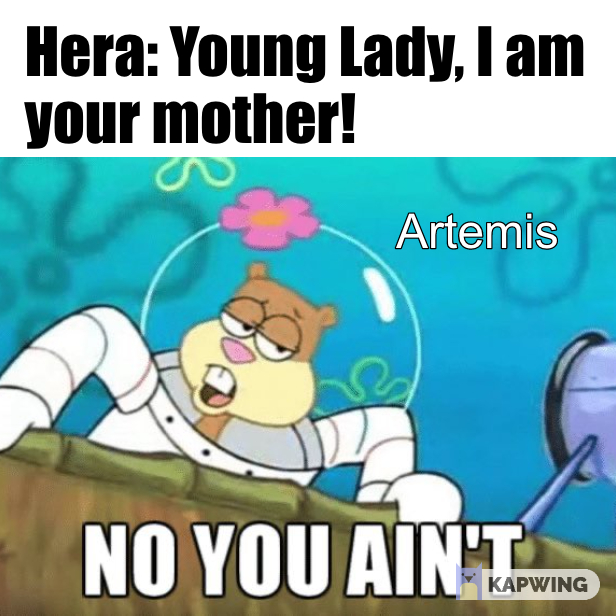 Hera: Young Lady, I am
your mother!
Artemis
NO YOU AIN'T
KAPWING